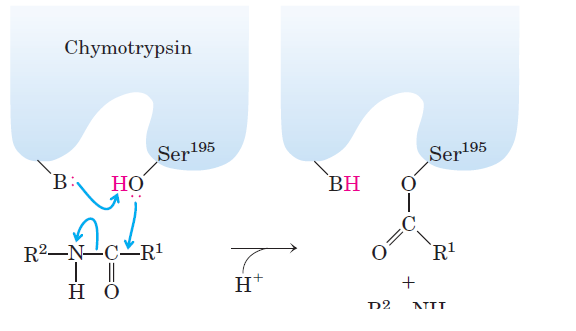 Chymotrypsin
Ser¹⁹⁵
Ser¹⁹⁵
B:
HO
BH
O
C
R²—N—C—R¹
O
R¹
H
O
H⁺
+